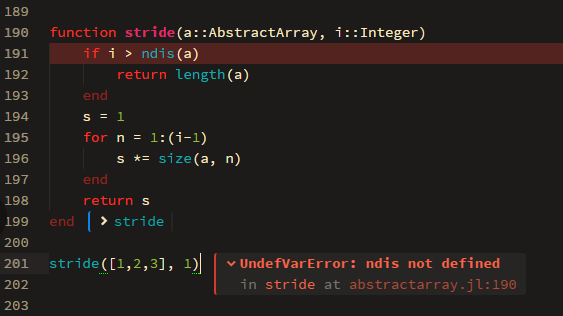 189
190 function stride(a::AbstractArray, i::Integer)
191     if i > ndis(a)
192         return length(a)
193     end
194     s = 1
195     for n = 1:(i-1)
196         s *= size(a, n)
197     end
198     return s
199 end > stride
200
201 stride([1,2,3], 1) UndefVarError: ndis not defined
202 in stride at abstractarray.jl:190
203